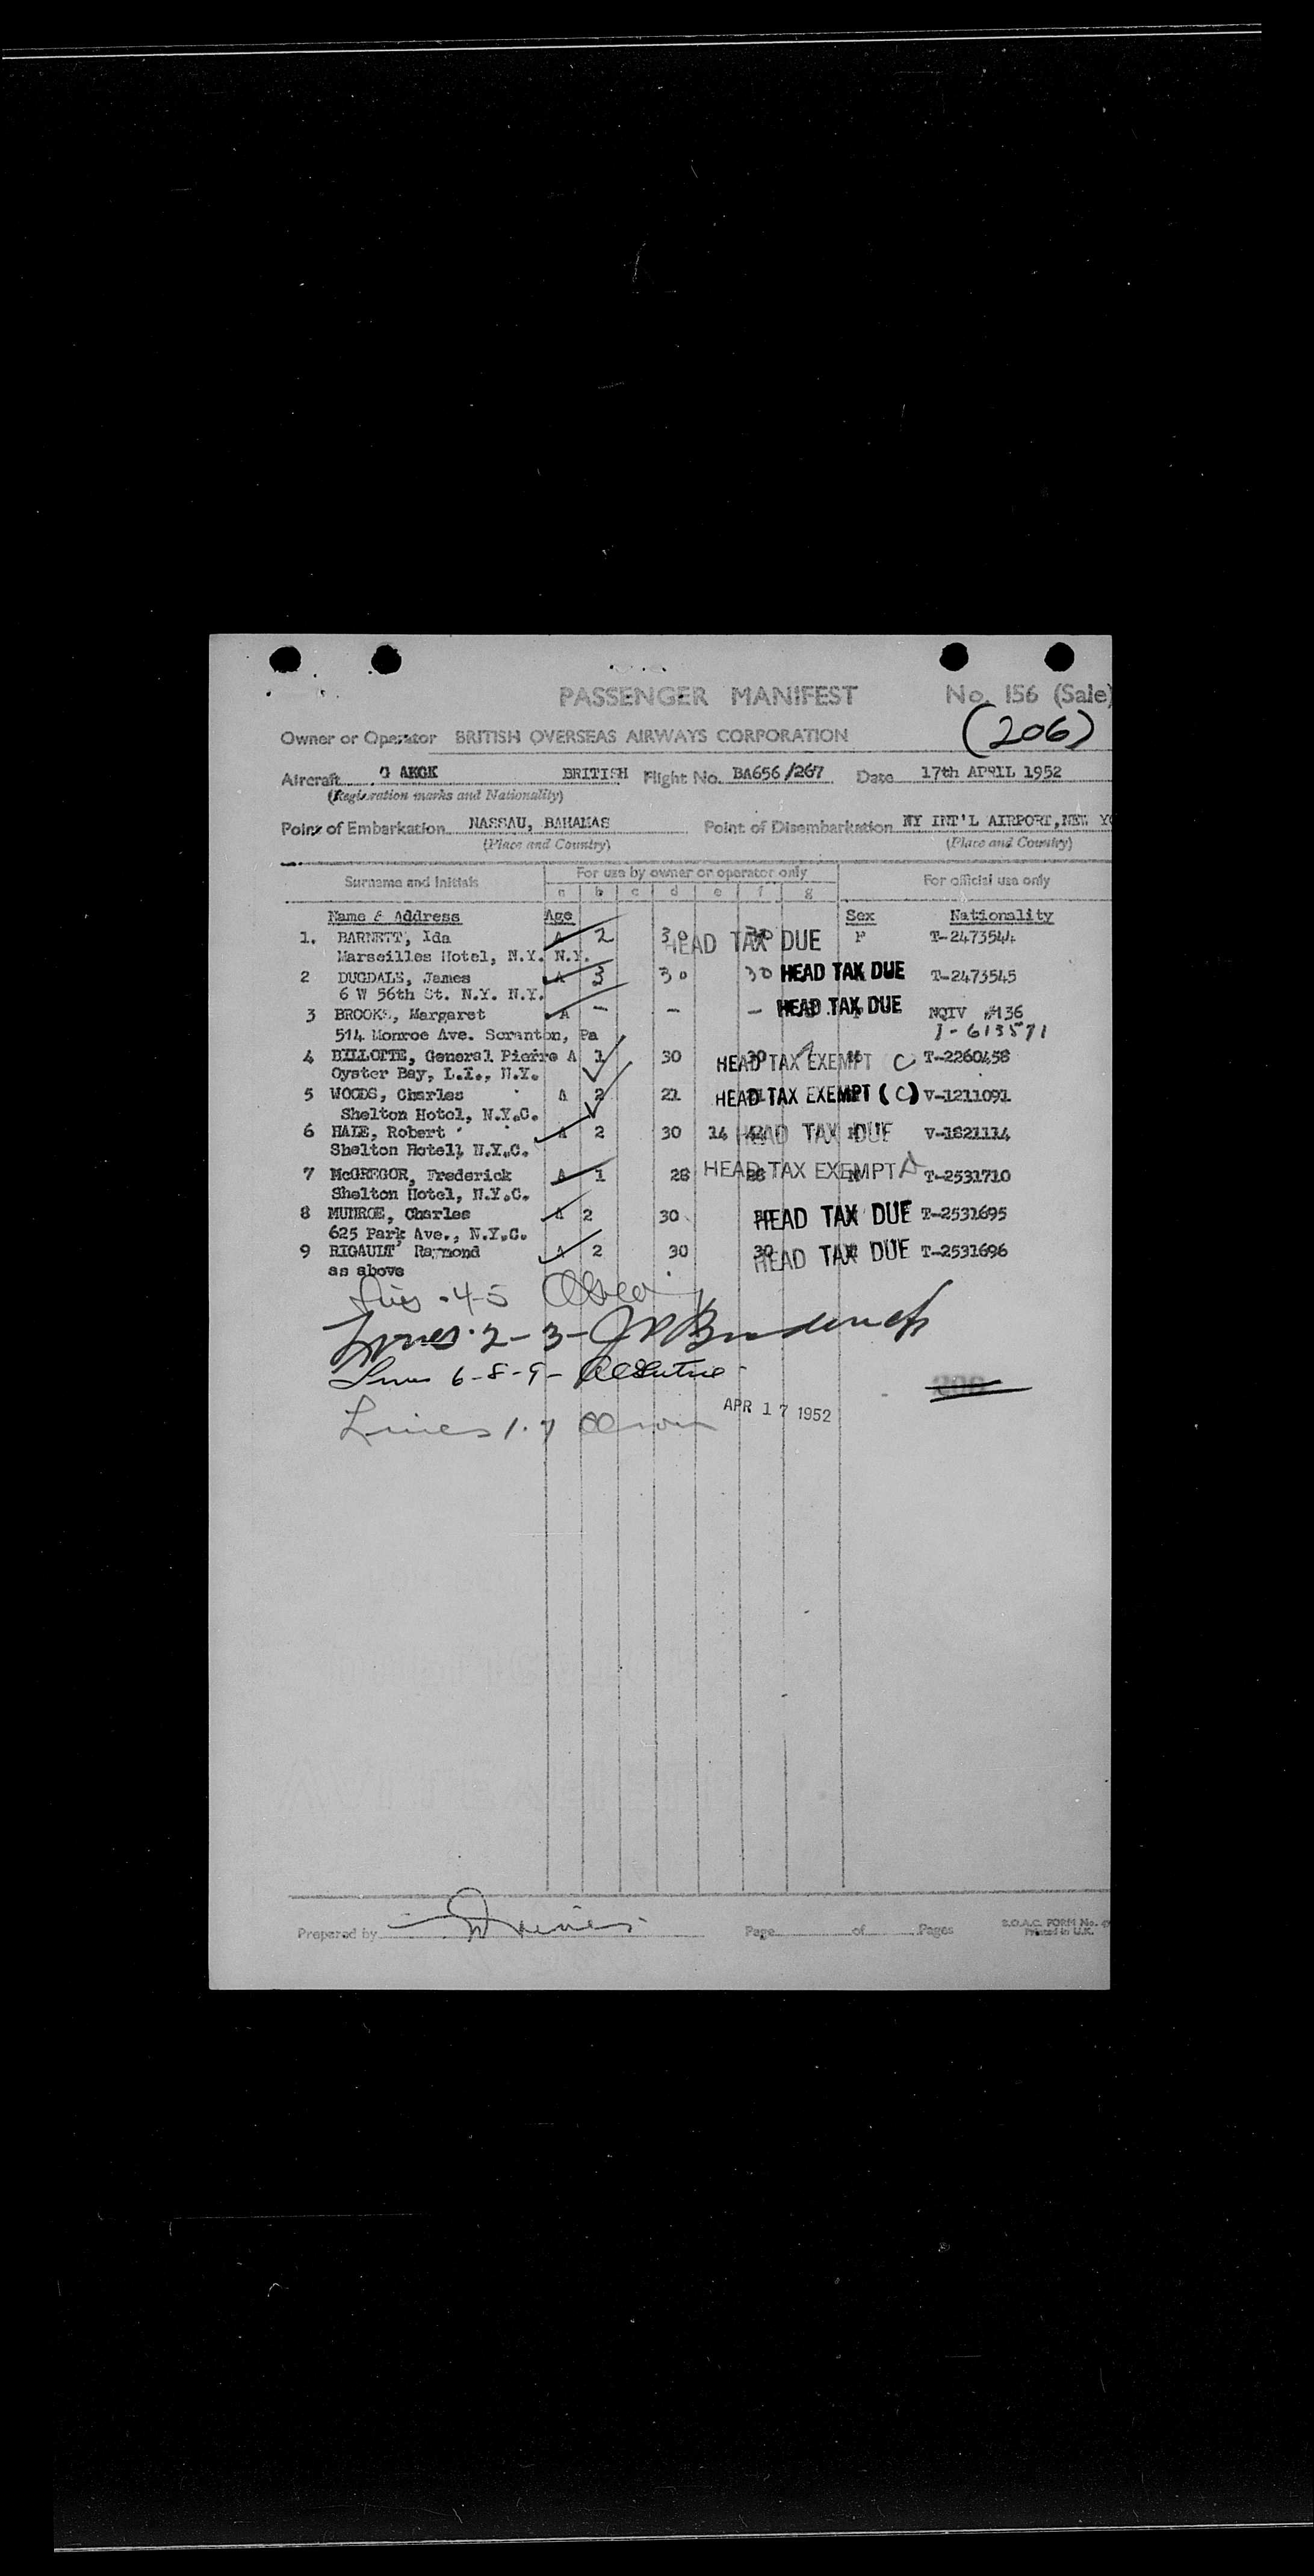 PASSENGER MANIFEST No. 156 (Sale)
(206)
Owner or Operator BRITISH OVERSEAS AIRWAYS CORPORATION
Aircraft G AKGK BRITISH Flight No. BA656/267 Date 17th APRIL 1952
(Registration marks and Nationality)
Point of Embarkation NASSAU, BAHAMAS Point of Disembarkation NY INT'L AIRPORT, NEW YO
(Place and Country) (Place and Country)
Surname and Initials For use by owner or operator only For official use only
a b c d e f g
Name & Address Age Sex Nationality
1. BARNETT, Ida A 2 30 30 HEAD TAX DUE F T-2473544
Marseilles Hotel, N.Y. N.Y.
2 DUGDALE, James A 3 30 30 HEAD TAX DUE T-2473545
6 W 56th St. N.Y. N.Y.
3 BROOKS, Margaret A - - - HEAD TAX DUE F NQIV #136
514 Monroe Ave. Scranton, Pa I-613571
4 BILLOTTE, General Pierre A 1 30 30 HEAD TAX EXEMPT C M T-2260458
Oyster Bay, L.I., N.Y.
5 WOODS, Charles A 2 21 21 HEAD TAX EXEMPT (C) V-1211091
Shelton Hotel, N.Y.C.
6 HALE, Robert A 2 30 14 HEAD TAX DUE V-1821114
Shelton Hotel, N.Y.C.
7 McGREGOR, Frederick A 1 28 28 HEAD TAX EXEMPT A M T-2531710
Shelton Hotel, N.Y.C.
8 MUNROE, Charles A 2 30 HEAD TAX DUE T-2531695
625 Park Ave., N.Y.C.
9 RIGAULT Raymond A 2 30 30 HEAD TAX DUE T-2531696
as above
4-5
Lines 2-3-
Lines 6-8-9-
200
APR 17 1952
Lines 1.7
Prepared by Page of Pages B.O.A.C. FORM No.
Printed in U.K.